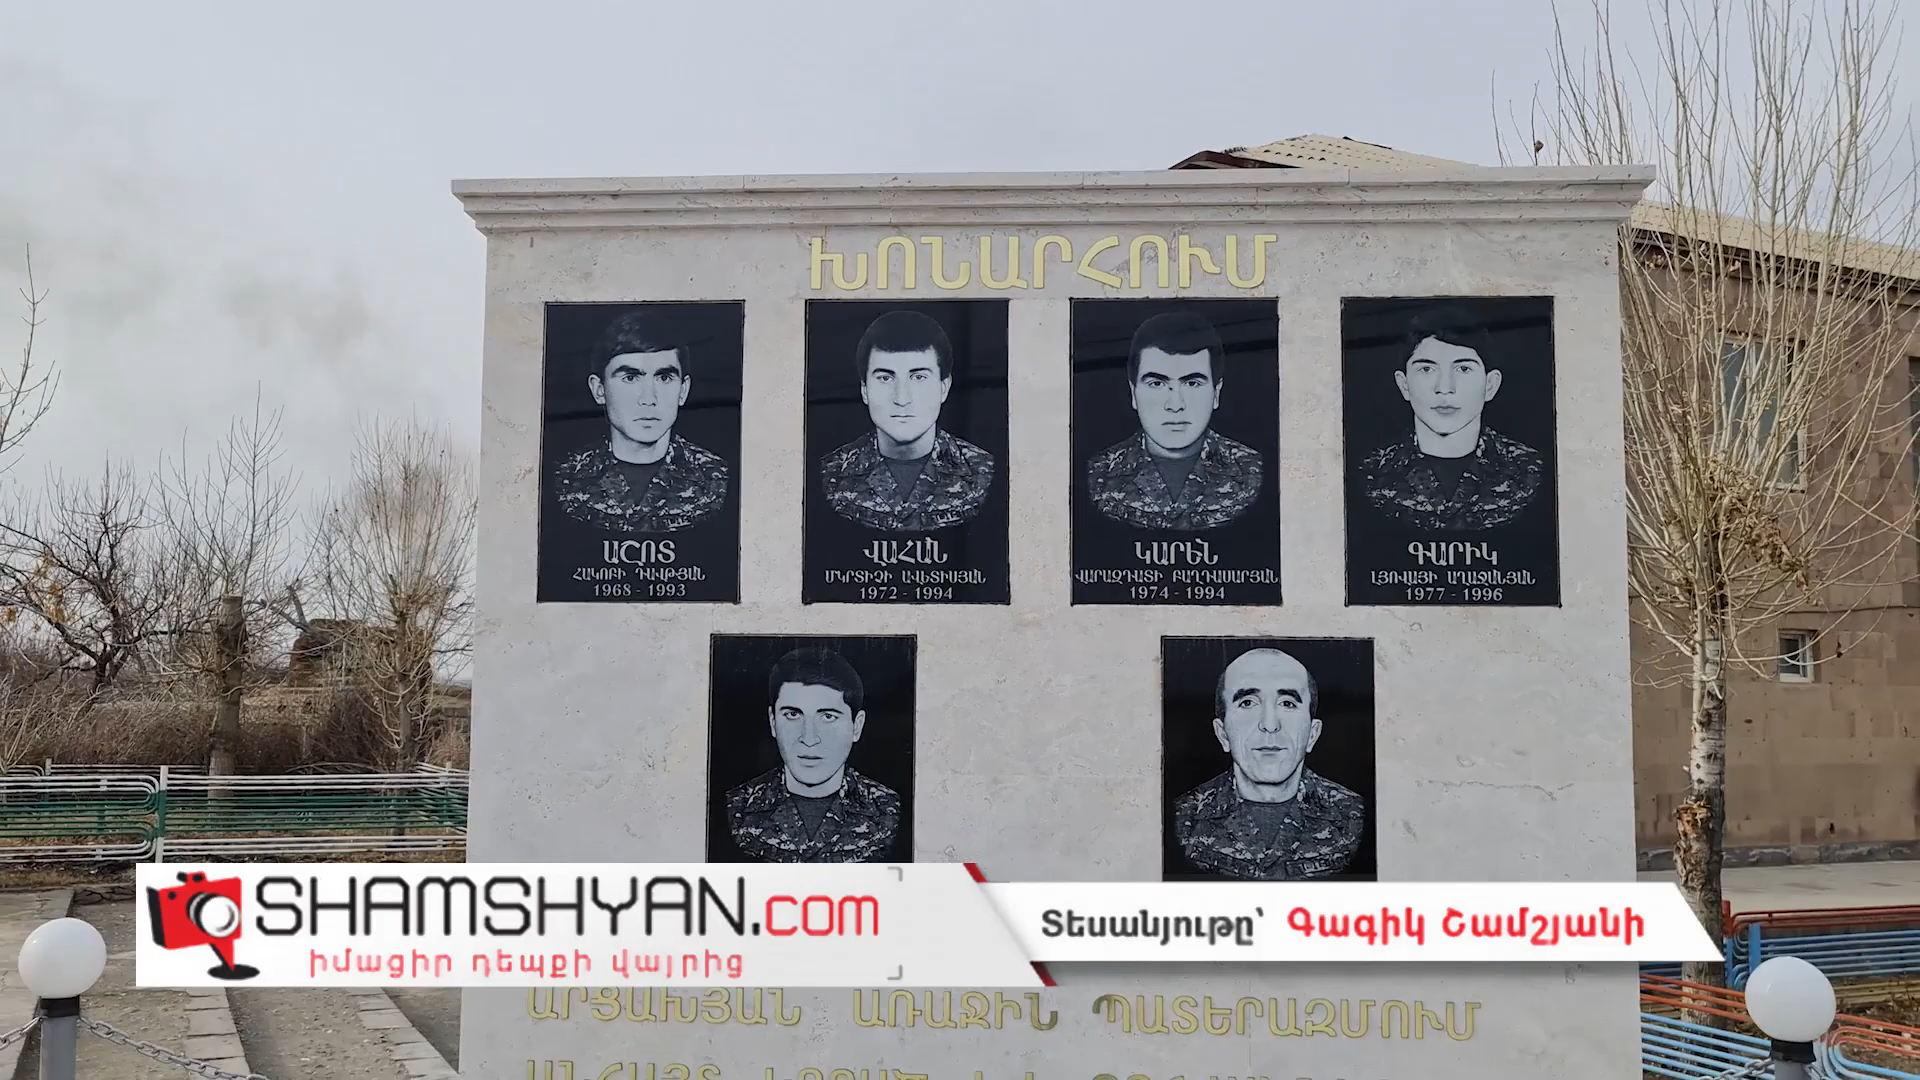 ԽՈՆԱՐՀՈՒՄ
ԱՇՈՏ
ՀԱԿՈԲԻ ԴԱՎԹՅԱՆ
1968 - 1993
ՎԱՀԱՆ
ՄԿՐՏԻՉԻ ԱՎԵՏԻՍՅԱՆ
1972 - 1994
ԿԱՐԵՆ
ՎԱՐԱԶԴԱՏԻ ԲԱՂԴԱՍԱՐՅԱՆ
1974 - 1994
ԳԱՐԻԿ
ԼՅՈՎԱՅԻ ԱՂԱՋԱՆՅԱՆ
1977 - 1996
SHAMSHYAN.com
իմացիր դեպքի վայրից
Տեսանյութը՝ Գագիկ Շամշյանի
ԱՐՑԱԽՅԱՆ ԱՌԱՋԻՆ ՊԱՏԵՐԱԶՄՈՒՄ